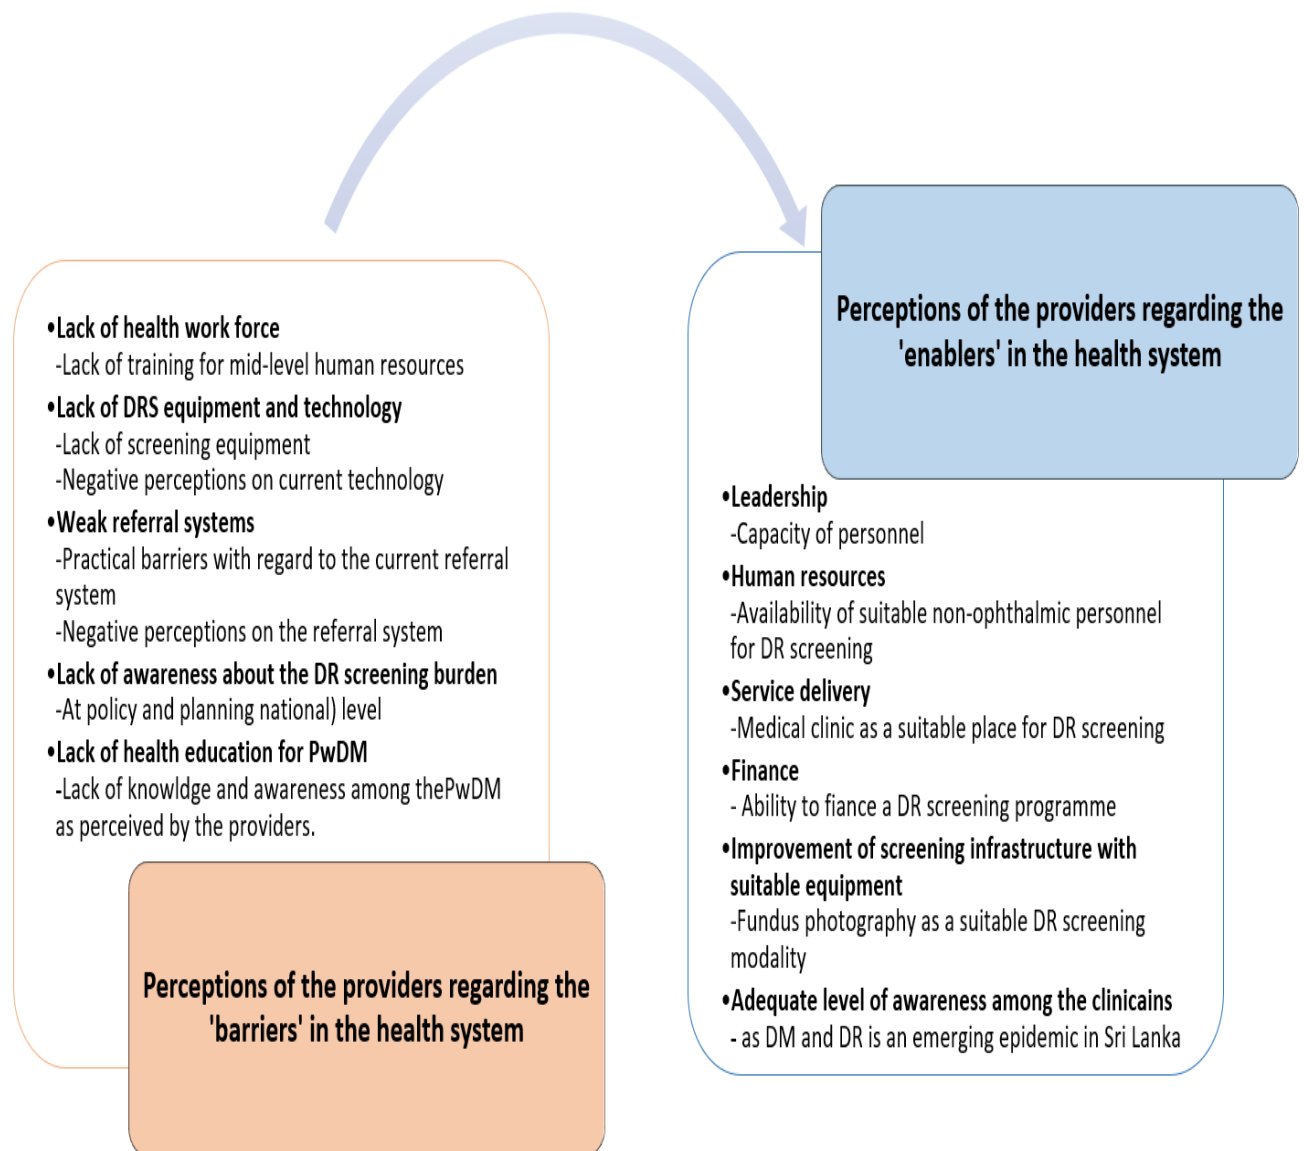 •Lack of health work force
-Lack of training for mid-level human resources
•Lack of DRS equipment and technology
-Lack of screening equipment
-Negative perceptions on current technology
•Weak referral systems
-Practical barriers with regard to the current referral
system
-Negative perceptions on the referral system
•Lack of awareness about the DR screening burden
-At policy and planning national) level
•Lack of health education for PwDM
-Lack of knowldge and awareness among thePwDM
as perceived by the providers.
Perceptions of the providers regarding the
'barriers' in the health system
Perceptions of the providers regarding the
'enablers' in the health system
•Leadership
-Capacity of personnel
•Human resources
-Availability of suitable non-ophthalmic personnel
for DR screening
•Service delivery
-Medical clinic as a suitable place for DR screening
•Finance
- Ability to fiance a DR screening programme
•Improvement of screening infrastructure with
suitable equipment
-Fundus photography as a suitable DR screening
modality
•Adequate level of awareness among the clinicains
- as DM and DR is an emerging epidemic in Sri Lanka